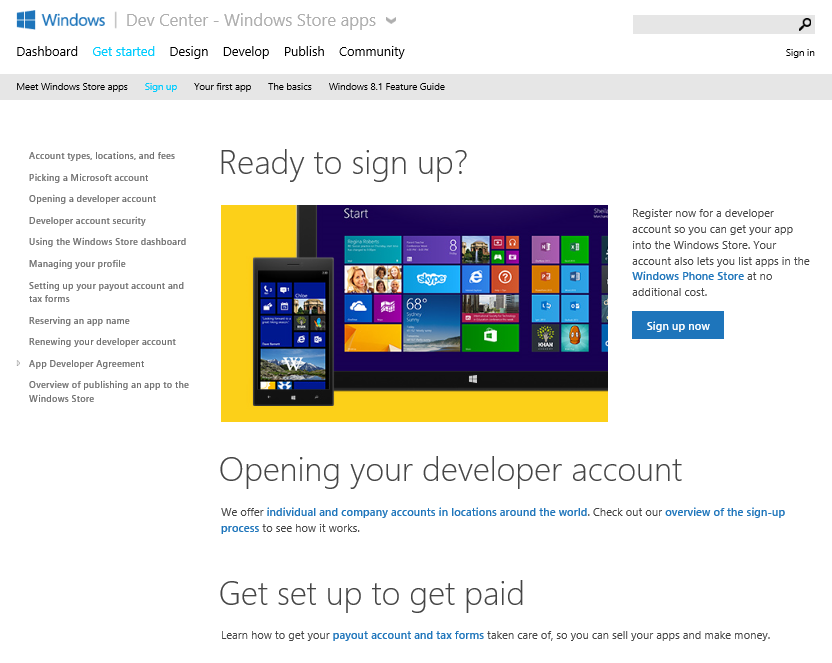 Windows | Dev Center - Windows Store apps
Dashboard Get started Design Develop Publish Community
Sign in
Meet Windows Store apps Sign up Your first app The basics Windows 8.1 Feature Guide
Account types, locations, and fees
Picking a Microsoft account
Opening a developer account
Developer account security
Using the Windows Store dashboard
Managing your profile
Setting up your payout account and
tax forms
Reserving an app name
Renewing your developer account
App Developer Agreement
Overview of publishing an app to the
Windows Store
Ready to sign up?
Start
8
skype
68°
Sydney
Sunny
KHAN
Chloe
Register now for a developer
account so you can get your app
into the Windows Store. Your
account also lets you list apps in the
Windows Phone Store at no
additional cost.
Sign up now
Opening your developer account
We offer individual and company accounts in locations around the world. Check out our overview of the sign-up
process to see how it works.
Get set up to get paid
Learn how to get your payout account and tax forms taken care of, so you can sell your apps and make money.